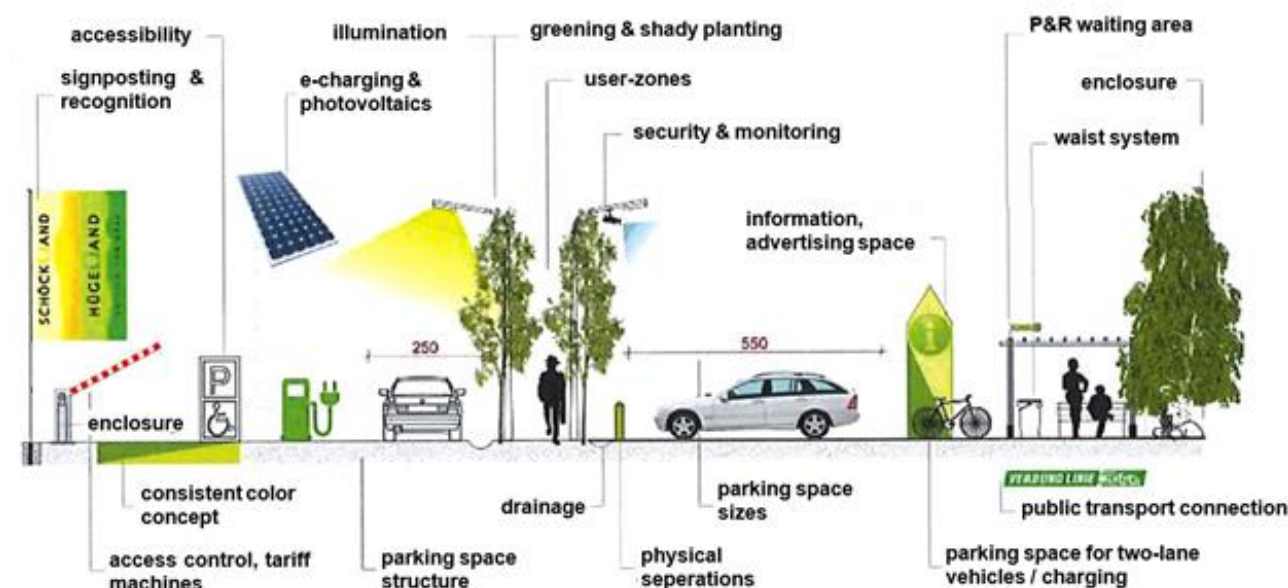 accessibility
illumination
greening & shady planting
P&R waiting area
signposting &
recognition
e-charging &
photovoltaics
user-zones
enclosure
security & monitoring
waist system
information,
advertising space
SCHÖCKLAND
HÜGELLAND
250
550
P
i
enclosure
VERBUND LINIE
consistent color
concept
drainage
parking space
sizes
public transport connection
access control, tariff
machines
parking space
structure
physical
seperations
parking space for two-lane
vehicles / charging